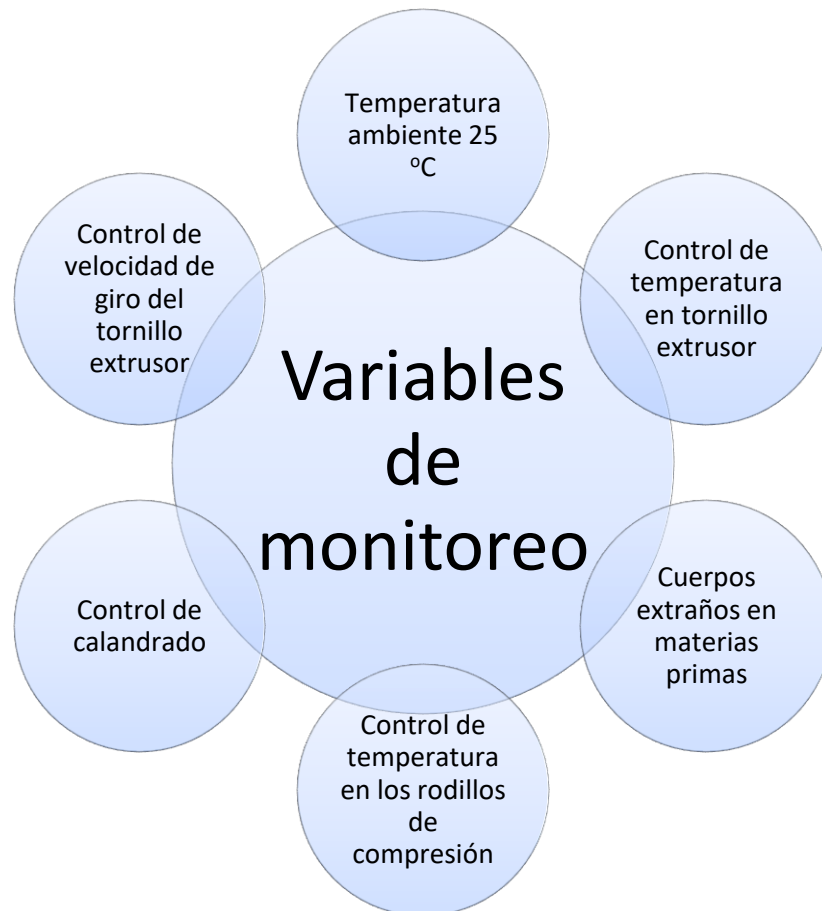 Temperatura
ambiente 25
ºC
Control de
velocidad de
giro del
tornillo
extrusor
Control de
temperatura
en tornillo
extrusor
Variables
de
monitoreo
Control de
calandrado
Cuerpos
extraños en
materias
primas
Control de
temperatura
en los rodillos
de
compresión